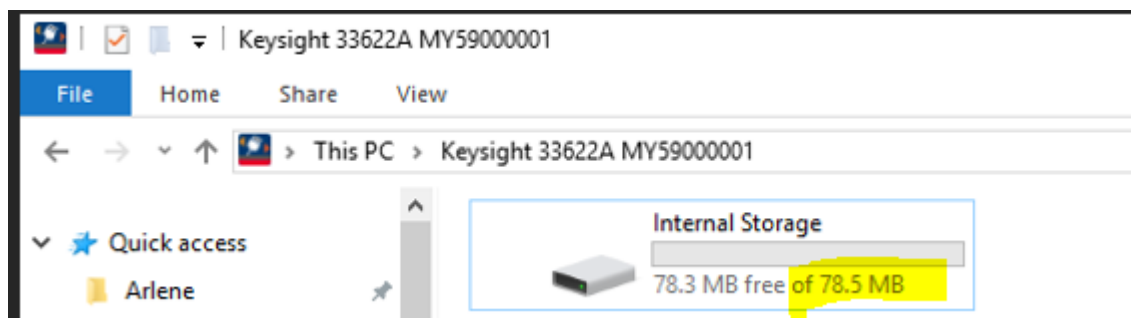 Keysight 33622A MY59000001
File Home Share View
This PC > Keysight 33622A MY59000001
Quick access
Arlene
Internal Storage
78.3 MB free of 78.5 MB